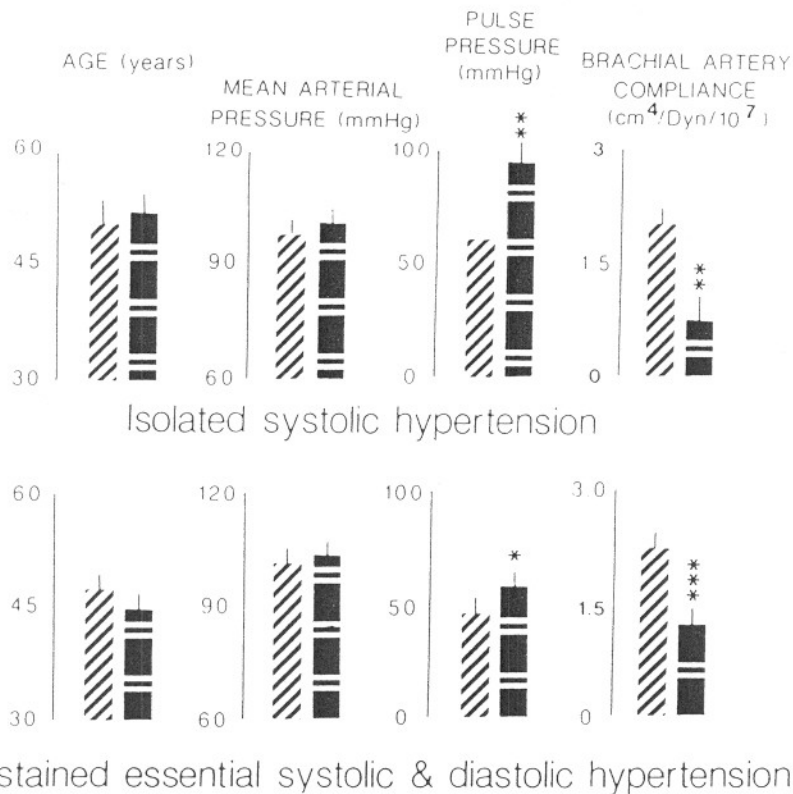 AGE (years)
MEAN ARTERIAL
PRESSURE (mmHg)
PULSE
PRESSURE
(mmHg)
BRACHIAL ARTERY
COMPLIANCE
(cm⁴/Dyn/10⁷)
60
45
30
120
90
60
100
50
0
**
3
1 5
0
**
Isolated systolic hypertension
60
45
30
120
90
60
100
50
0
*
3.0
1.5
0
***
stained essential systolic & diastolic hypertension